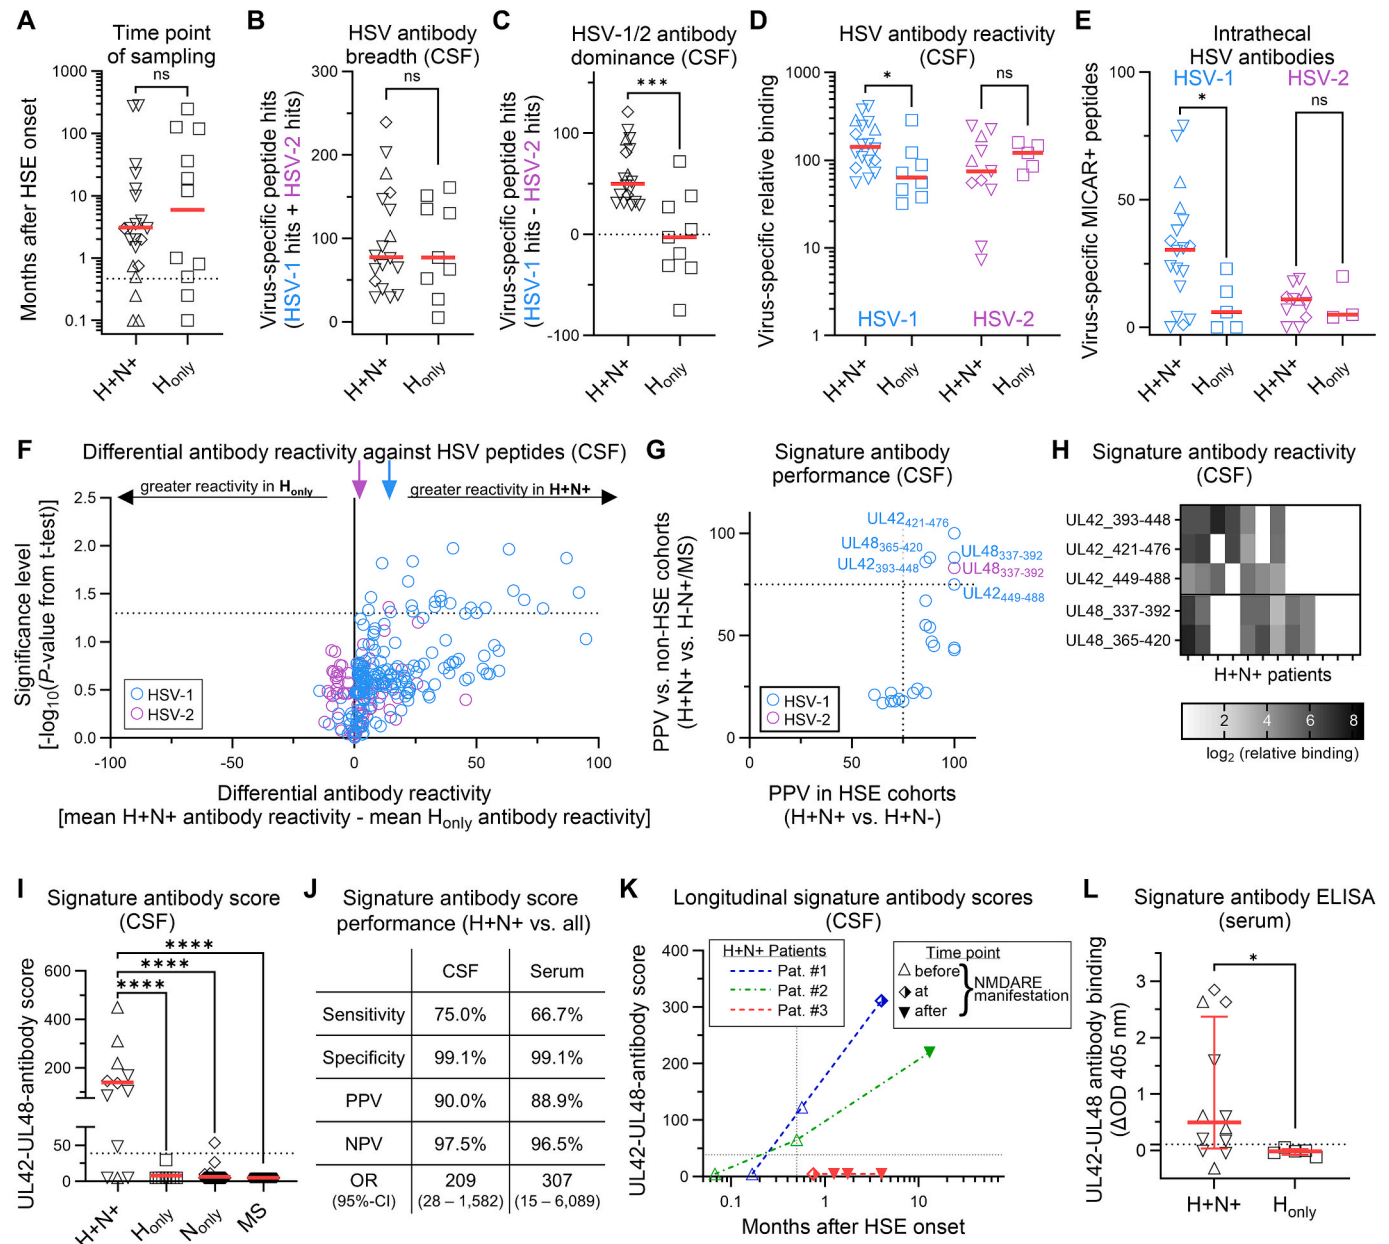 A
Time point
of sampling
ns
Months after HSE onset
1000
100
10
1
0.1
H+N+
Honly
B
HSV antibody
breadth (CSF)
ns
Virus-specific peptide hits
(HSV-1 hits + HSV-2 hits)
300
200
100
0
H+N+
Honly
C
HSV-1/2 antibody
dominance (CSF)
***
Virus-specific peptide hits
(HSV-1 hits - HSV-2 hits)
100
0
-100
H+N+
Honly
D
HSV antibody reactivity
(CSF)
*
ns
Virus-specific relative binding
1000
100
10
1
HSV-1
HSV-2
H+N+
Honly
H+N+
Honly
E
Intrathecal
HSV antibodies
HSV-1
HSV-2
*
ns
Virus-specific MICAR+ peptides
100
50
0
H+N+
Honly
H+N+
Honly
F
Differential antibody reactivity against HSV peptides (CSF)
greater reactivity in Honly
greater reactivity in H+N+
Significance level
[-log10(P-value from t-test)]
2.5
2.0
1.5
1.0
0.5
0.0
HSV-1
HSV-2
-100
-50
0
50
100
Differential antibody reactivity
[mean H+N+ antibody reactivity - mean Honly antibody reactivity]
G
Signature antibody
performance (CSF)
PPV vs. non-HSE cohorts
(H+N+ vs. H-N+/MS)
100
50
0
UL42421-476
UL48365-420
UL48337-392
UL42393-448
UL48337-392
UL42449-488
HSV-1
HSV-2
0
50
100
PPV in HSE cohorts
(H+N+ vs. H+N-)
H
Signature antibody reactivity
(CSF)
UL42_393-448
UL42_421-476
UL42_449-488
UL48_337-392
UL48_365-420
H+N+ patients
2 4 6 8
log2 (relative binding)
I
Signature antibody score
(CSF)
****
****
****
UL42-UL48-antibody score
600
400
200
50
0
H+N+
Honly
Nonly
MS
J
Signature antibody score
performance (H+N+ vs. all)
CSF Serum
Sensitivity 75.0% 66.7%
Specificity 99.1% 99.1%
PPV 90.0% 88.9%
NPV 97.5% 96.5%
OR 209 307
(95%-CI) (28 – 1,582) (15 – 6,089)
K
Longitudinal signature antibody scores
(CSF)
UL42-UL48-antibody-score
400
300
200
100
0
H+N+ Patients
Pat. #1
Pat. #2
Pat. #3
Time point
before
at
after
NMDARE
manifestation
0.1
1
10
Months after HSE onset
L
Signature antibody ELISA
(serum)
*
UL42-UL48 antibody binding
(ΔOD 405 nm)
3
2
1
0
H+N+
Honly